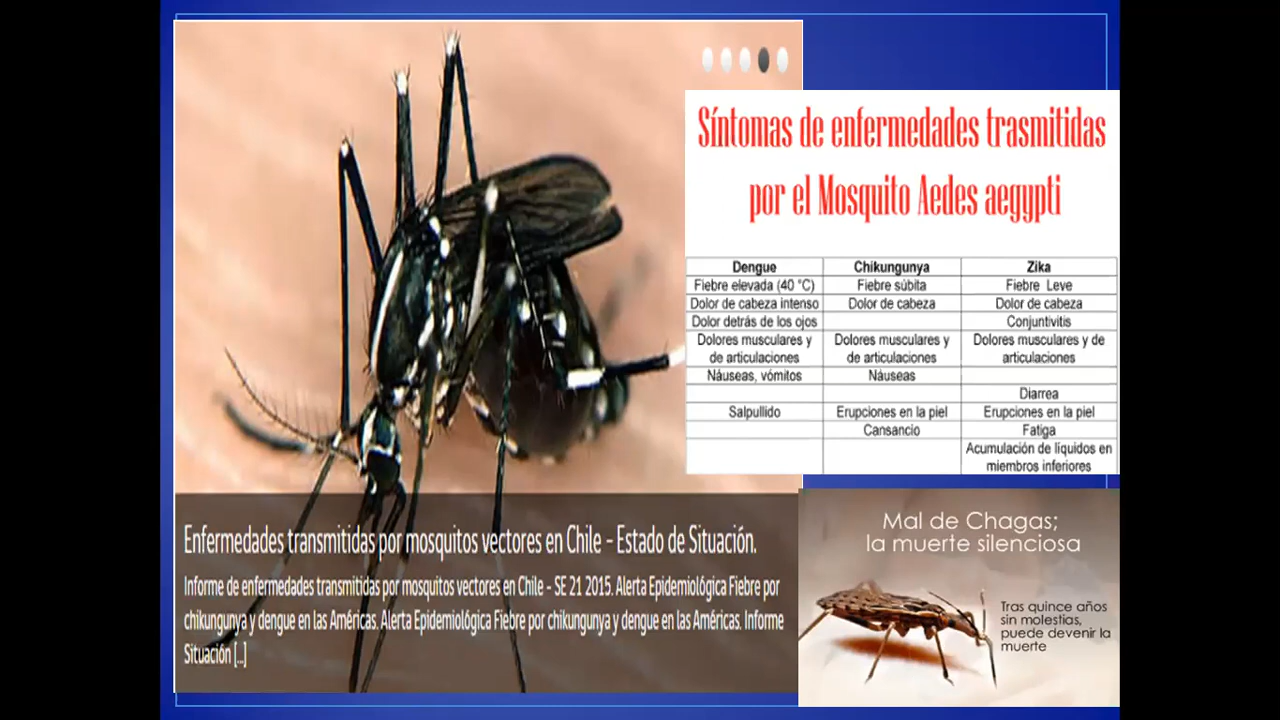 Síntomas de enfermedades trasmitidas
por el Mosquito Aedes aegypti
Dengue Chikungunya Zika
Fiebre elevada (40 °C) Fiebre súbita Fiebre Leve
Dolor de cabeza intenso Dolor de cabeza Dolor de cabeza
Dolor detrás de los ojos Conjuntivitis
Dolores musculares y Dolores musculares y Dolores musculares y de
de articulaciones de articulaciones articulaciones
Náuseas, vómitos Náuseas
Diarrea
Salpullido Erupciones en la piel Erupciones en la piel
Cansancio Fatiga
Acumulación de líquidos en
miembros inferiores
Enfermedades transmitidas por mosquitos vectores en Chile – Estado de Situación.
Informe de enfermedades transmitidas por mosquitos vectores en Chile – SE 21 2015. Alerta Epidemiológica Fiebre por
chikungunya y dengue en las Américas. Alerta Epidemiológica Fiebre por chikungunya y dengue en las Américas. Informe
Situación [...]
Mal de Chagas;
la muerte silenciosa
Tras quince años
sin molestias,
puede devenir la
muerte